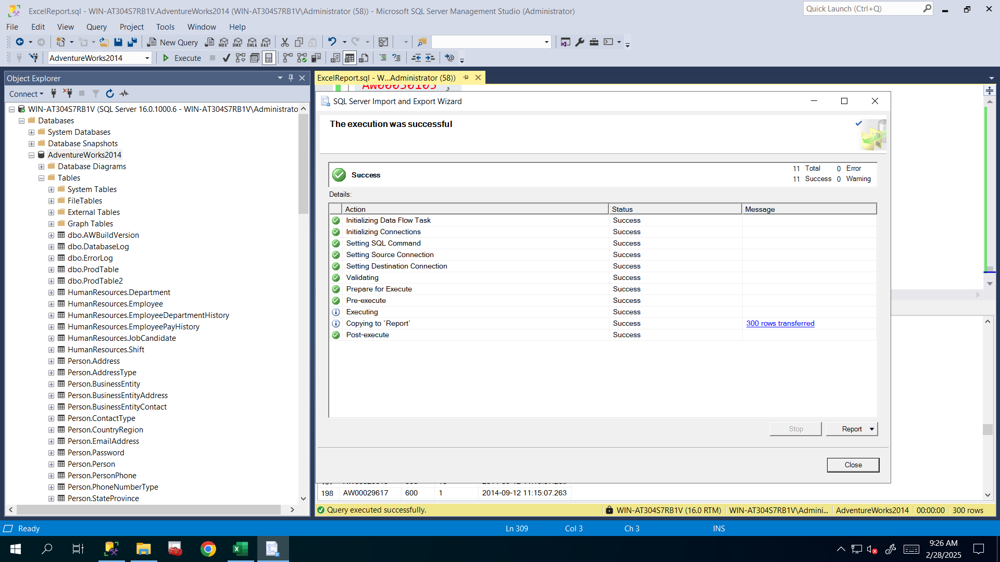 ExcelReport.sql - WIN-AT304S7RB1V.AdventureWorks2014 (WIN-AT304S7RB1V\Administrator (58)) - Microsoft SQL Server Management Studio (Administrator)
Quick Launch (Ctrl+Q)
File Edit View Query Project Tools Window Help
New Query
MDX DMX XMLA DAX
AdventureWorks2014
Execute
Object Explorer
Connect
WIN-AT304S7RB1V (SQL Server 16.0.1000.6 - WIN-AT304S7RB1V\Administrato
Databases
System Databases
Database Snapshots
AdventureWorks2014
Database Diagrams
Tables
System Tables
FileTables
External Tables
Graph Tables
dbo.AWBuildVersion
dbo.DatabaseLog
dbo.ErrorLog
dbo.ProdTable
dbo.ProdTable2
HumanResources.Department
HumanResources.Employee
HumanResources.EmployeeDepartmentHistory
HumanResources.EmployeePayHistory
HumanResources.JobCandidate
HumanResources.Shift
Person.Address
Person.AddressType
Person.BusinessEntity
Person.BusinessEntityAddress
Person.BusinessEntityContact
Person.ContactType
Person.CountryRegion
Person.EmailAddress
Person.Password
Person.Person
Person.PersonPhone
Person.PhoneNumberType
Person.StateProvince
ExcelReport.sql - W...Administrator (58))
SQL Server Import and Export Wizard
The execution was successful
Success
11 Total 0 Error
11 Success 0 Warning
Details:
Action Status Message
Initializing Data Flow Task Success
Initializing Connections Success
Setting SQL Command Success
Setting Source Connection Success
Setting Destination Connection Success
Validating Success
Prepare for Execute Success
Pre-execute Success
Executing Success
Copying to `Report` Success 300 rows transferred
Post-execute Success
Stop Report
Close
198 AW00029617 600 1 2014-09-12 11:15:07.263
Query executed successfully.
WIN-AT304S7RB1V (16.0 RTM) WIN-AT304S7RB1V\Admini... AdventureWorks2014 00:00:00 300 rows
Ready Ln 309 Col 3 Ch 3 INS
9:26 AM
2/28/2025